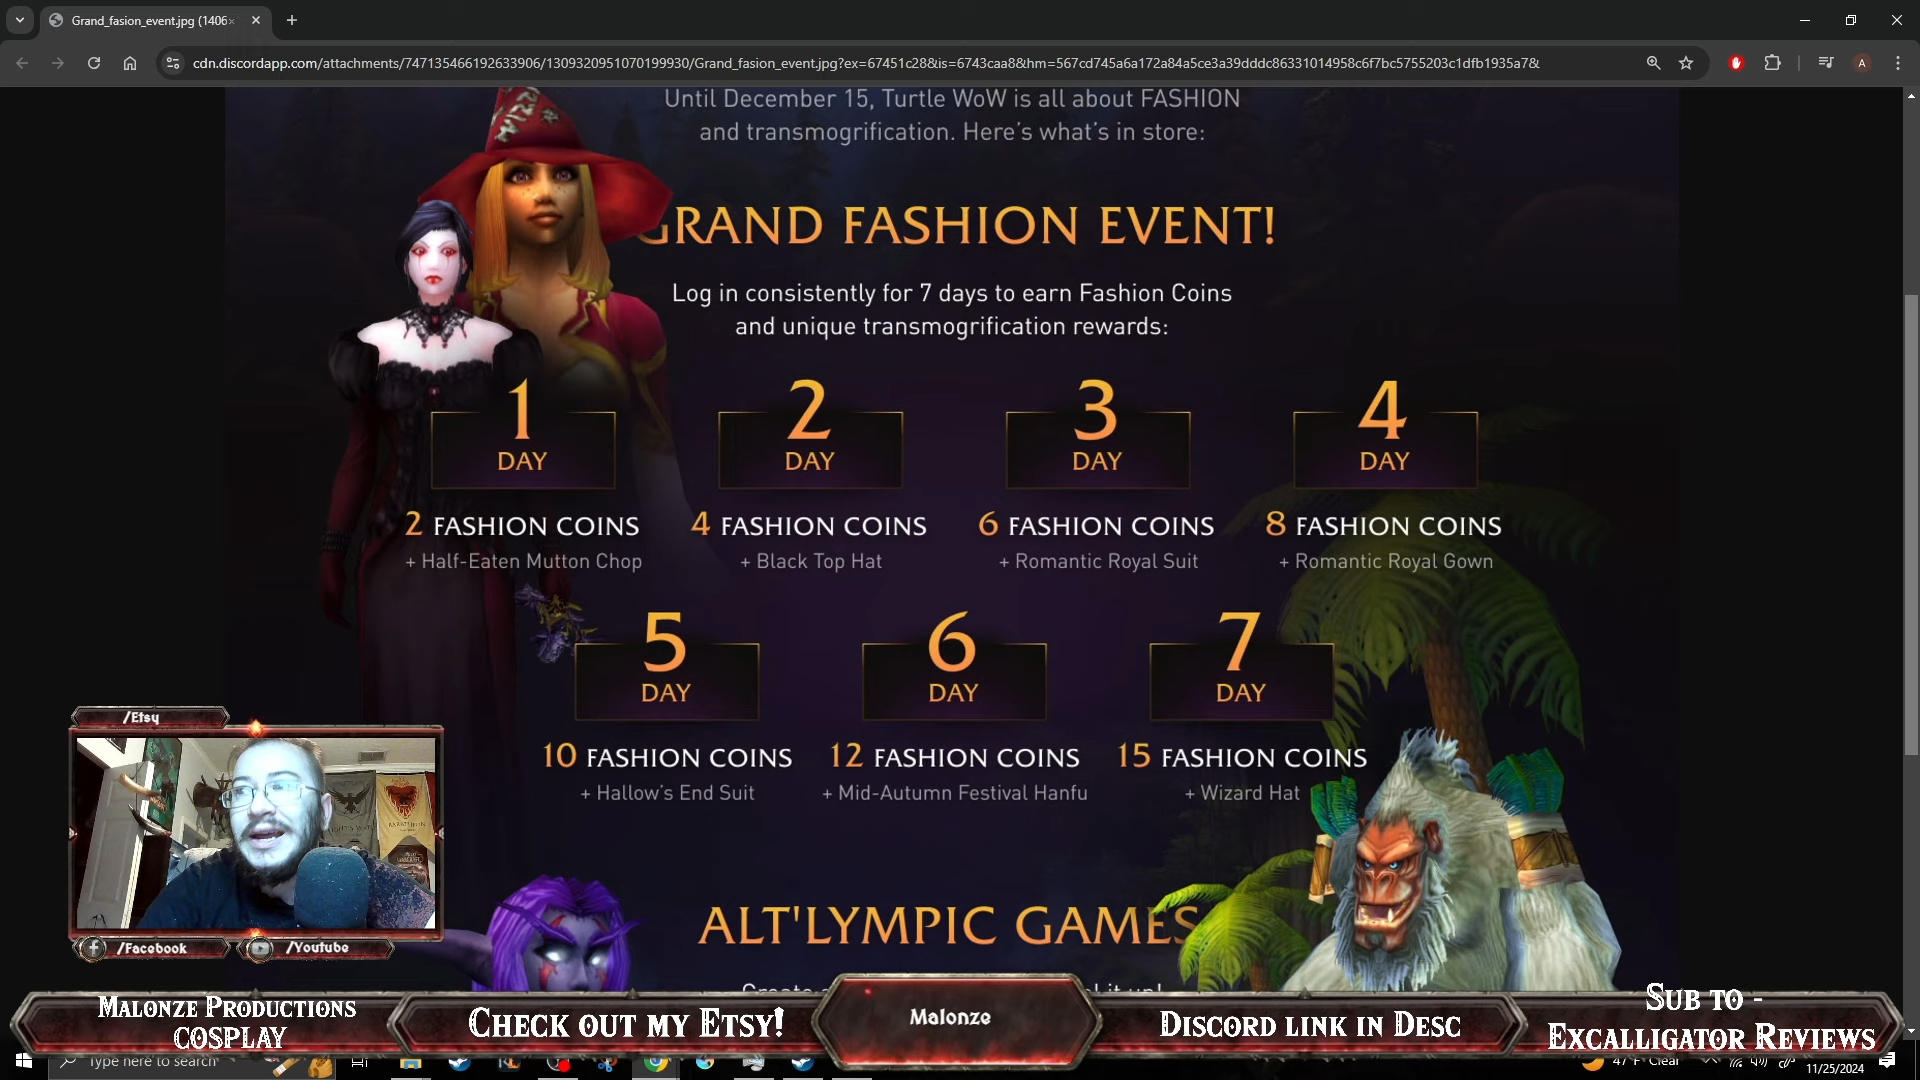 Grand_fasion_event.jpg (1406×
cdn.discordapp.com/attachments/747135466192633906/1309320951070199930/Grand_fasion_event.jpg?ex=67451c28&is=6743caa8&hm=567cd745a6a172a84a5ce3a39dddc86331014958c6f7bc5755203c1dfb1935a7&
A
Until December 15, Turtle WoW is all about FASHION
and transmogrification. Here's what's in store:
GRAND FASHION EVENT!
Log in consistently for 7 days to earn Fashion Coins
and unique transmogrification rewards:
1 2 3 4
DAY DAY DAY DAY
2 FASHION COINS 4 FASHION COINS 6 FASHION COINS 8 FASHION COINS
+ Half-Eaten Mutton Chop + Black Top Hat + Romantic Royal Suit + Romantic Royal Gown
5 6 7
DAY DAY DAY
10 FASHION COINS 12 FASHION COINS 15 FASHION COINS
+ Hallow's End Suit + Mid-Autumn Festival Hanfu + Wizard Hat
ALT'LYMPIC GAMES
/Etsy
/Facebook /Youtube
Malonze Productions
COSPLAY
Check out my Etsy!
Malonze
Discord link in Desc
Sub to -
Excalligator Reviews
Type here to search
47°F Clear
11/25/2024